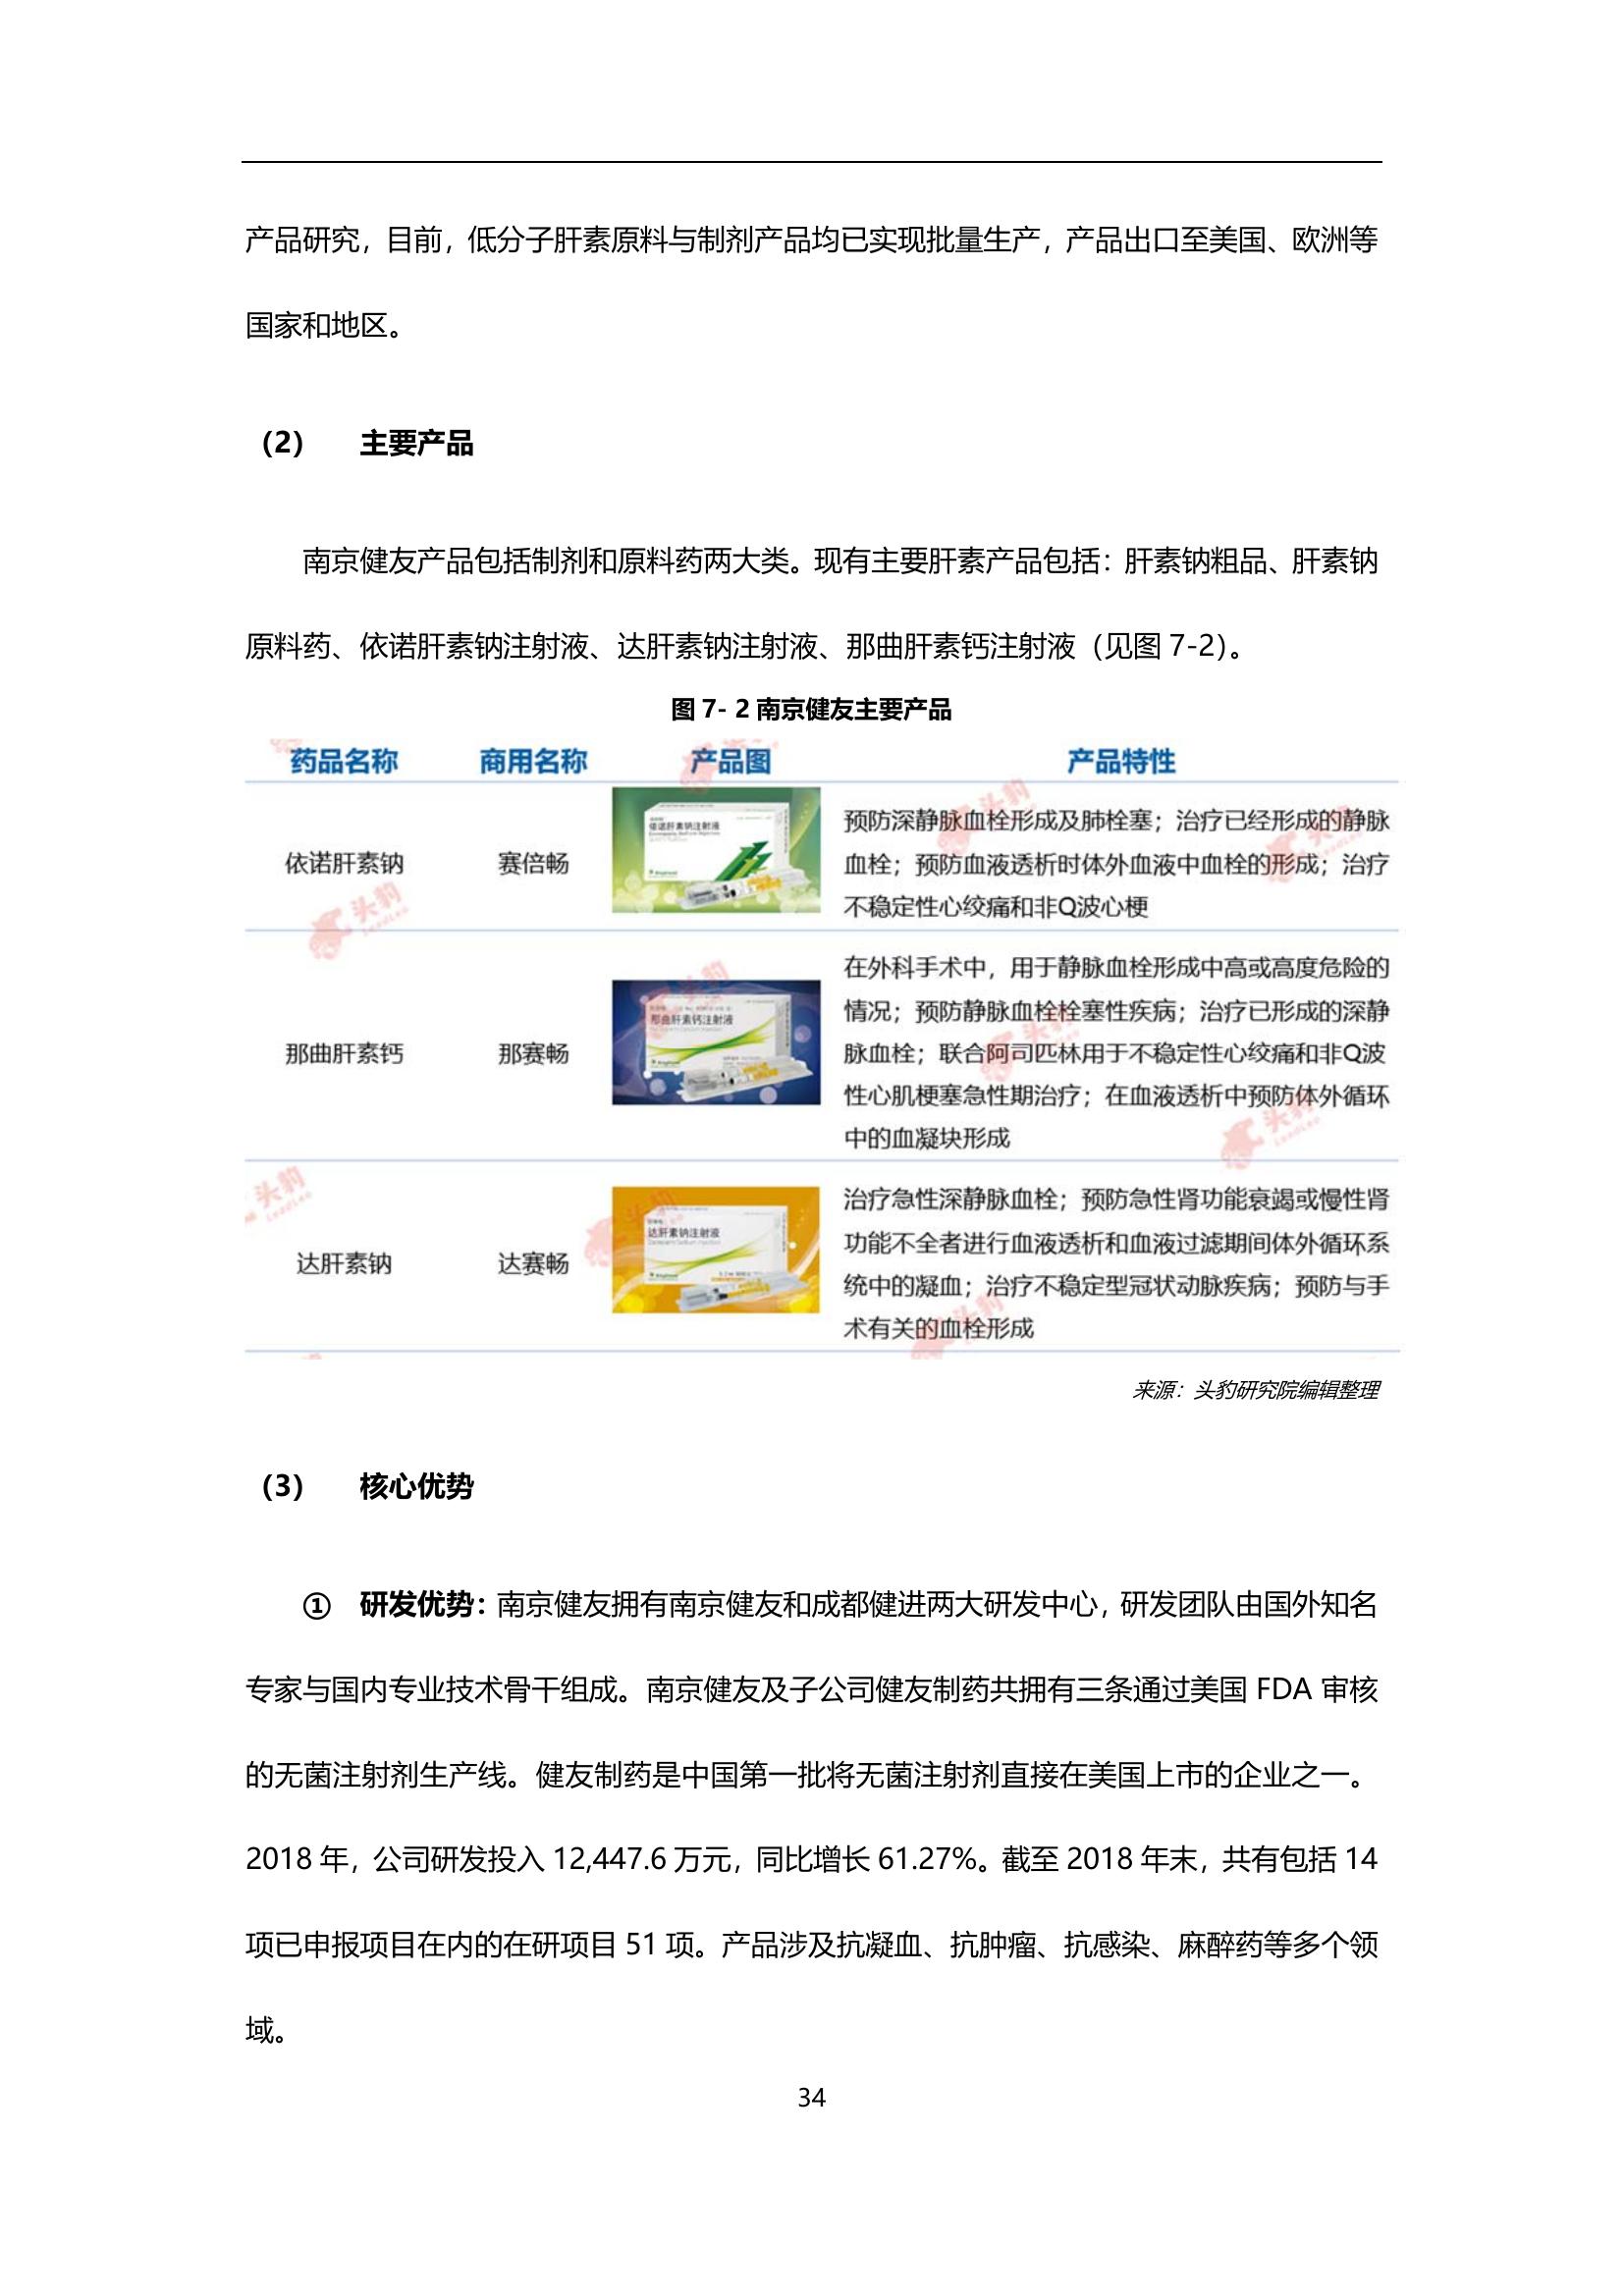 产品研究，目前，低分子肝素原料与制剂产品均已实现批量生产，产品出口至美国、欧洲等
国家和地区。
（2） 主要产品
南京健友产品包括制剂和原料药两大类。现有主要肝素产品包括：肝素钠粗品、肝素钠
原料药、依诺肝素钠注射液、达肝素钠注射液、那曲肝素钙注射液（见图 7-2）。
图 7- 2 南京健友主要产品
药品名称 商用名称 产品图 产品特性
依诺肝素钠 赛倍畅
依诺肝素钠注射液
预防深静脉血栓形成及肺栓塞；治疗已经形成的静脉
血栓；预防血液透析时体外血液中血栓的形成；治疗
不稳定性心绞痛和非Q波心梗
那曲肝素钙 那赛畅
那曲肝素钙注射液
在外科手术中，用于静脉血栓形成中高或高度危险的
情况；预防静脉血栓栓塞性疾病；治疗已形成的深静
脉血栓；联合阿司匹林用于不稳定性心绞痛和非Q波
性心肌梗塞急性期治疗；在血液透析中预防体外循环
中的血凝块形成
达肝素钠 达赛畅
达肝素钠注射液
治疗急性深静脉血栓；预防急性肾功能衰竭或慢性肾
功能不全者进行血液透析和血液过滤期间体外循环系
统中的凝血；治疗不稳定型冠状动脉疾病；预防与手
术有关的血栓形成
头豹
LeadLeo
来源：头豹研究院编辑整理
（3） 核心优势
① 研发优势：南京健友拥有南京健友和成都健进两大研发中心，研发团队由国外知名
专家与国内专业技术骨干组成。南京健友及子公司健友制药共拥有三条通过美国 FDA 审核
的无菌注射剂生产线。健友制药是中国第一批将无菌注射剂直接在美国上市的企业之一。
2018 年，公司研发投入 12,447.6 万元，同比增长 61.27%。截至 2018 年末，共有包括 14
项已申报项目在内的在研项目 51 项。产品涉及抗凝血、抗肿瘤、抗感染、麻醉药等多个领
域。
34